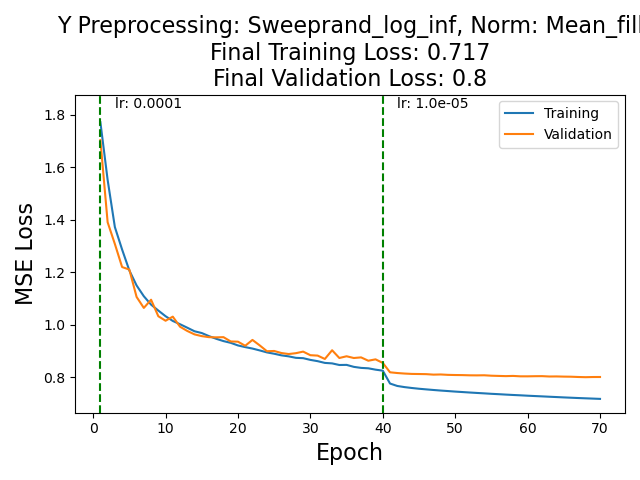 Y Preprocessing: Sweeprand_log_inf, Norm: Mean_fill
Final Training Loss: 0.717
Final Validation Loss: 0.8
lr: 0.0001
lr: 1.0e-05
Training
Validation
MSE Loss
1.8
1.6
1.4
1.2
1.0
0.8
0 10 20 30 40 50 60 70
Epoch